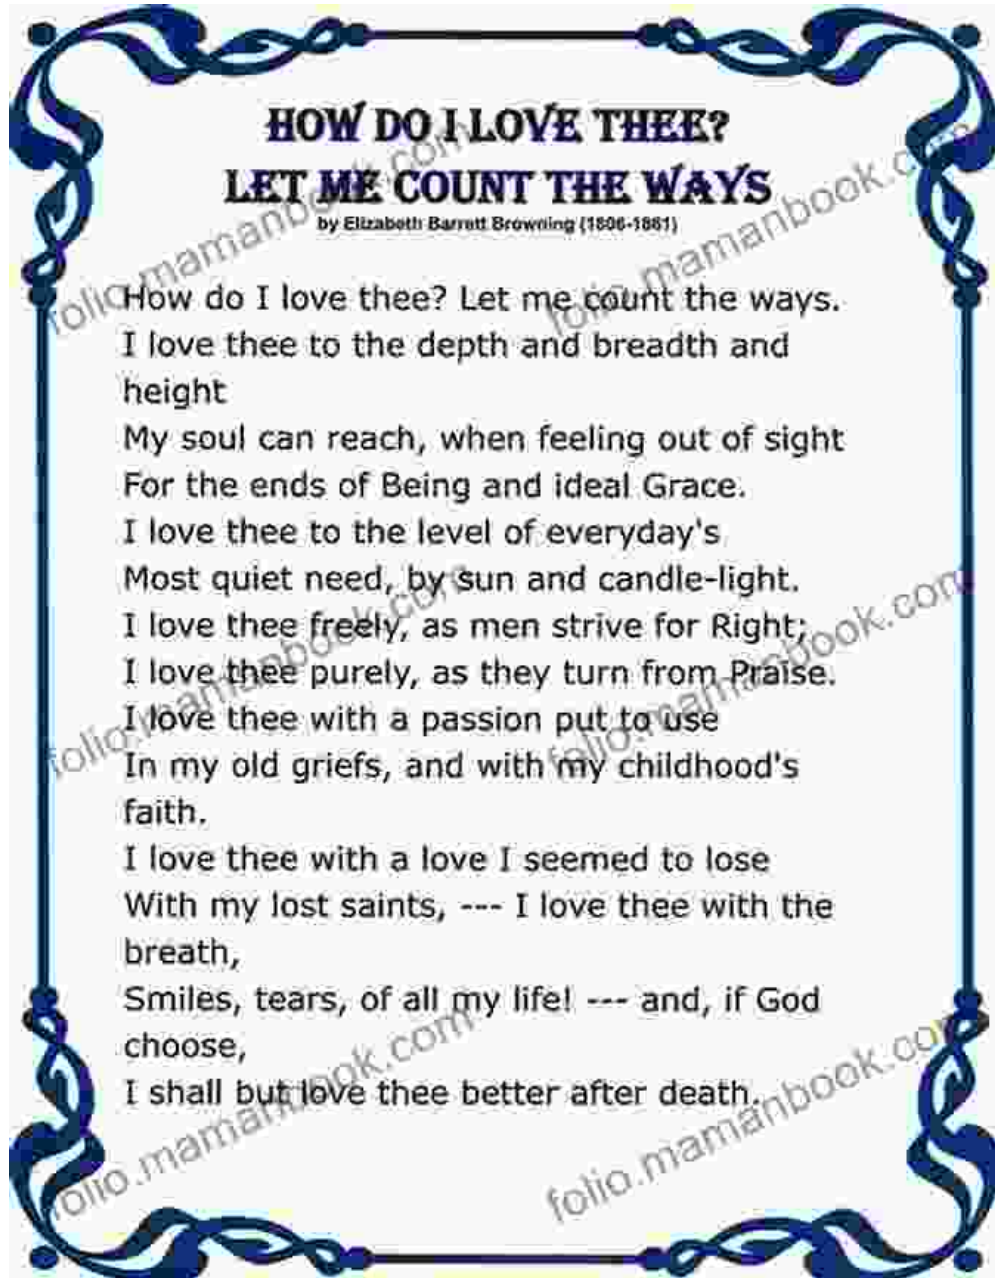 HOW DO I LOVE THEE?
LET ME COUNT THE WAYS
by Elizabeth Barrett Browning (1806-1861)
How do I love thee? Let me count the ways.
I love thee to the depth and breadth and
height
My soul can reach, when feeling out of sight
For the ends of Being and ideal Grace.
I love thee to the level of everyday's
Most quiet need, by sun and candle-light.
I love thee freely, as men strive for Right;
I love thee purely, as they turn from Praise.
I love thee with a passion put to use
In my old griefs, and with my childhood's
faith.
I love thee with a love I seemed to lose
With my lost saints, --- I love thee with the
breath,
Smiles, tears, of all my life! --- and, if God
choose,
I shall but love thee better after death.
folio.mamanbook.com
folio.mamanbook.com
folio.mamanbook.com
folio.mamanbook.com
folio.mamanbook.com
folio.mamanbook.com